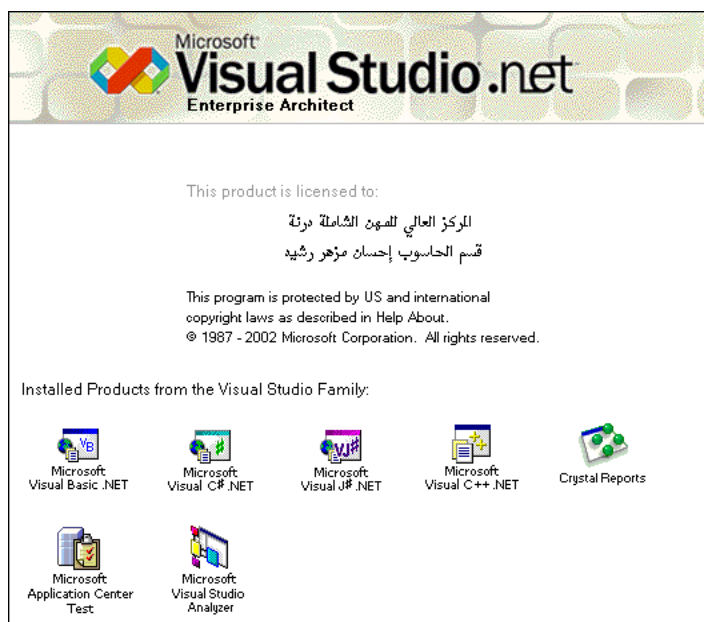 Microsoft
Visual Studio .net
Enterprise Architect
This product is licensed to:
المركز العالي للمهن الشاملة درنة
قسم الحاسوب إحسان مزهر رشيد
This program is protected by US and international
copyright laws as described in Help About.
© 1987 - 2002 Microsoft Corporation. All rights reserved.
Installed Products from the Visual Studio Family:
Microsoft
Visual Basic .NET
Microsoft
Visual C# .NET
Microsoft
Visual J# .NET
Microsoft
Visual C++ .NET
Crystal Reports
Microsoft
Application Center
Test
Microsoft
Visual Studio
Analyzer